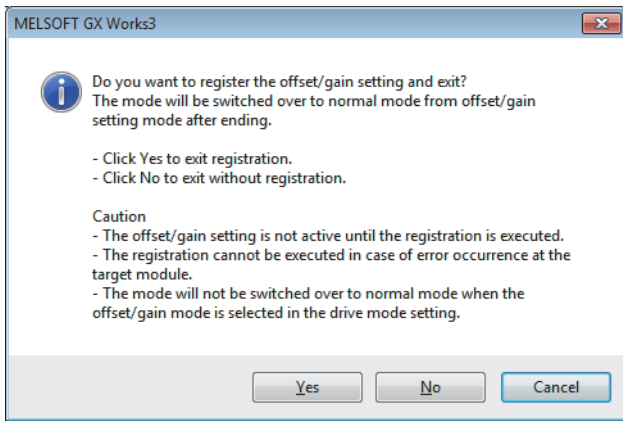 MELSOFT GX Works3
Do you want to register the offset/gain setting and exit?
The mode will be switched over to normal mode from offset/gain
setting mode after ending.
- Click Yes to exit registration.
- Click No to exit without registration.
Caution
- The offset/gain setting is not active until the registration is executed.
- The registration cannot be executed in case of error occurrence at the
target module.
- The mode will not be switched over to normal mode when the
offset/gain mode is selected in the drive mode setting.
Yes
No
Cancel